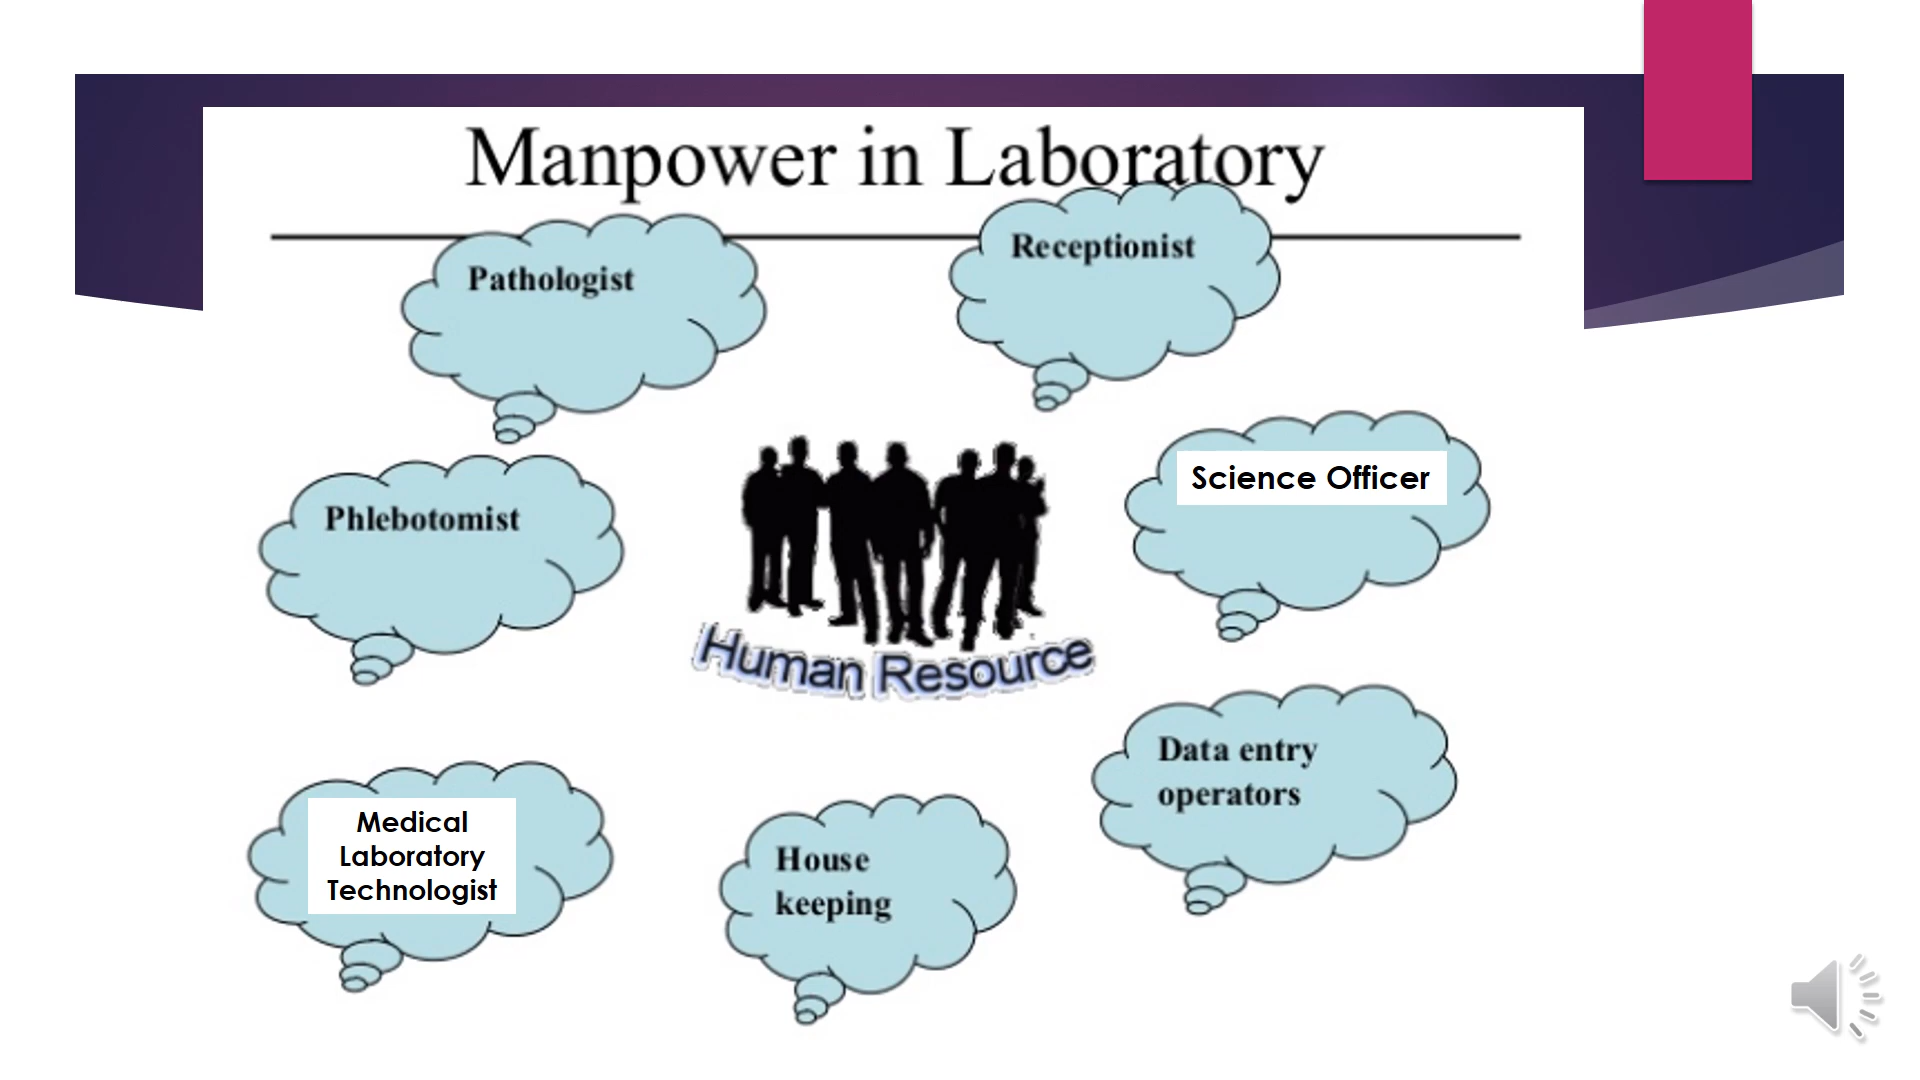 Manpower in Laboratory
Pathologist
Receptionist
Phlebotomist
Science Officer
Human Resource
Medical
Laboratory
Technologist
House
keeping
Data entry
operators